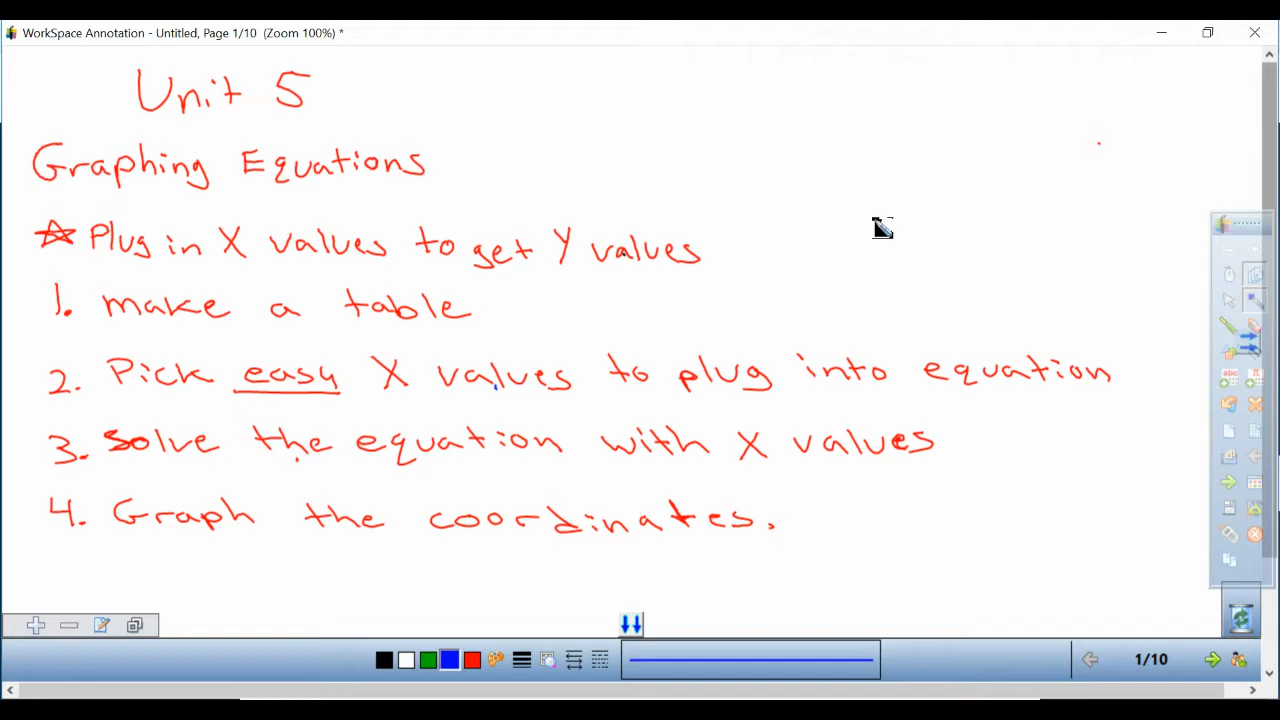 WorkSpace Annotation - Untitled, Page 1/10 (Zoom 100%) *
Unit 5
Graphing Equations
Plug in X values to get Y values
1. make a table
2. Pick easy X values to plug into equation
3. Solve the equation with X values
4. Graph the coordinates.
abc
π
1/10